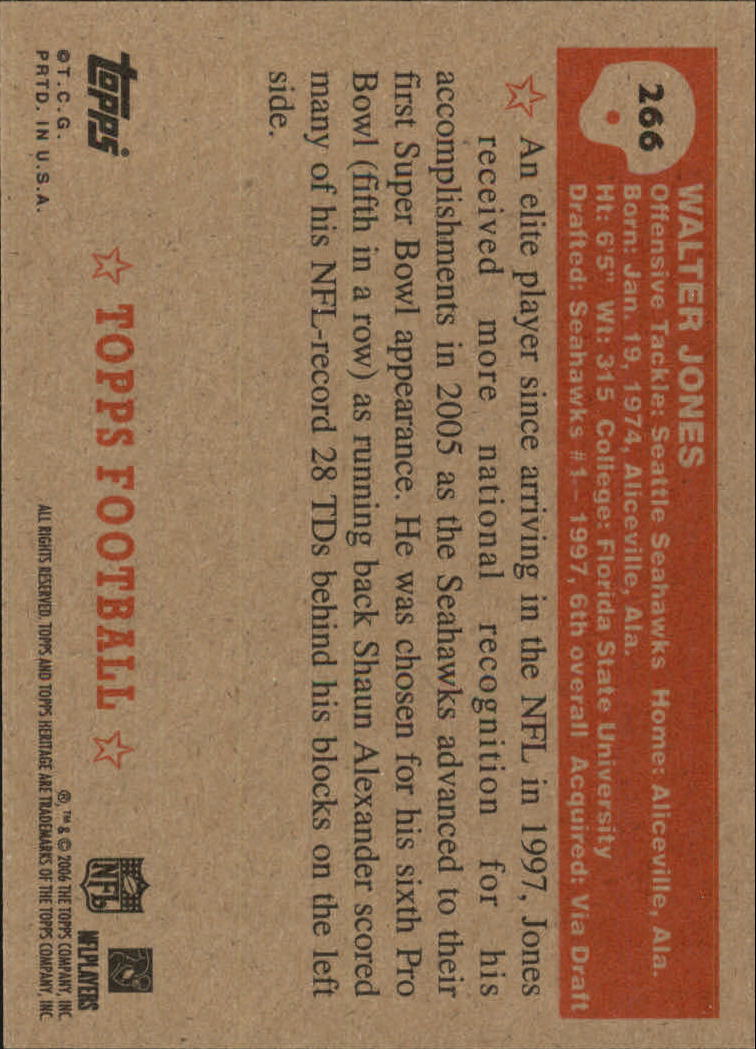 266
WALTER JONES
Offensive Tackle: Seattle Seahawks Home: Aliceville, Ala.
Born: Jan. 19, 1974, Aliceville, Ala.
Ht: 6'5" Wt: 315 College: Florida State University
Drafted: Seahawks #1 – 1997, 6th overall Acquired: Via Draft
An elite player since arriving in the NFL in 1997, Jones
received more national recognition for his
accomplishments in 2005 as the Seahawks advanced to their
first Super Bowl appearance. He was chosen for his sixth Pro
Bowl (fifth in a row) as running back Shaun Alexander scored
many of his NFL-record 28 TDs behind his blocks on the left
side.
topps
©T.C.G.
PRTD. IN U.S.A.
TOPPS FOOTBALL
NFL
NFLPLAYERS
®, ™ & © 2006 THE TOPPS COMPANY, INC
ALL RIGHTS RESERVED. TOPPS AND TOPPS HERITAGE ARE TRADEMARKS OF THE TOPPS COMPANY, INC